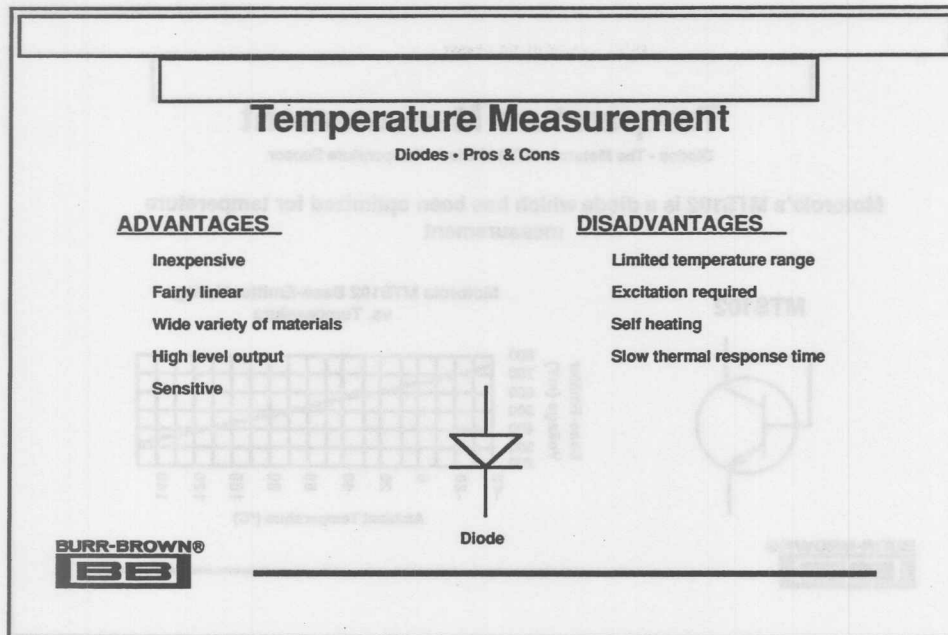 Temperature Measurement
Diodes - Pros & Cons
ADVANTAGES
Inexpensive
Fairly linear
Wide variety of materials
High level output
Sensitive
DISADVANTAGES
Limited temperature range
Excitation required
Self heating
Slow thermal response time
Diode
BURR-BROWN®
BB